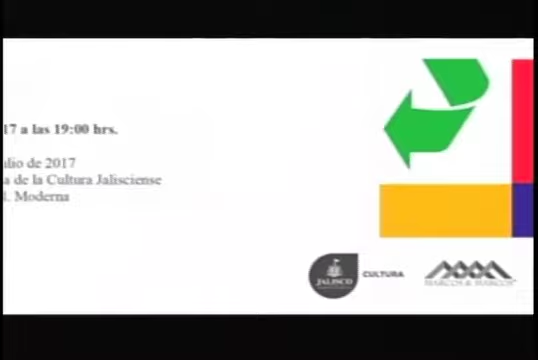 17 a las 19:00 hrs.
ulio de 2017
a de la Cultura Jalisciense
l. Moderna
JALISCO
CULTURA
MARCOS & MARCOS